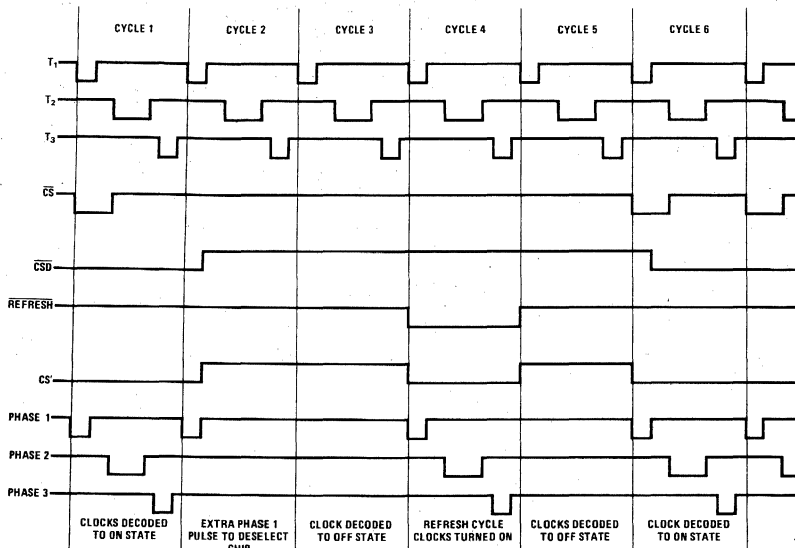 CYCLE 1 CYCLE 2 CYCLE 3 CYCLE 4 CYCLE 5 CYCLE 6
T1
T2
T3
CS
CSD
REFRESH
CS'
PHASE 1
PHASE 2
PHASE 3
CLOCKS DECODED TO ON STATE
EXTRA PHASE 1 PULSE TO DESELECT CHIP
CLOCK DECODED TO OFF STATE
REFRESH CYCLE CLOCKS TURNED ON
CLOCKS DECODED TO OFF STATE
CLOCK DECODED TO ON STATE